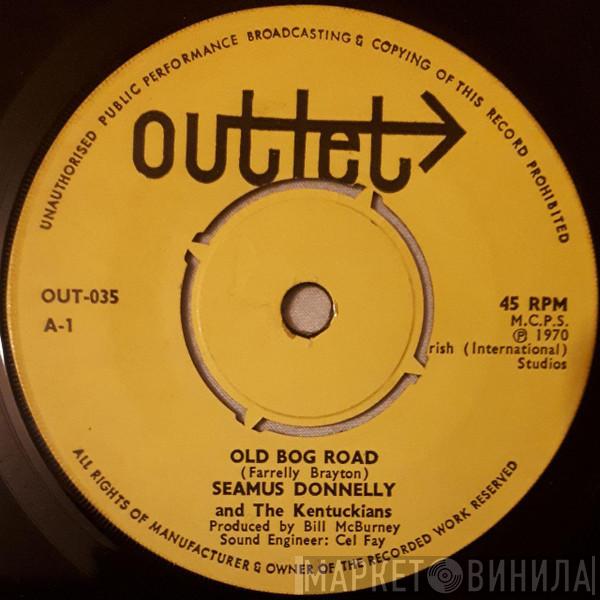 UNAUTHORISED PUBLIC PERFORMANCE BROADCASTING & COPYING OF THIS RECORD PROHIBITED
outlet
OUT-035
A-1
45 RPM
M.C.P.S.
℗ 1970
rish (International)
Studios
OLD BOG ROAD
(Farrelly Brayton)
SEAMUS DONNELLY
and The Kentuckians
Produced by Bill McBurney
Sound Engineer: Cel Fay
ALL RIGHTS OF MANUFACTURER & OWNER OF THE RECORDED WORK RESERVED
МАРКЕТ ВИНИЛА